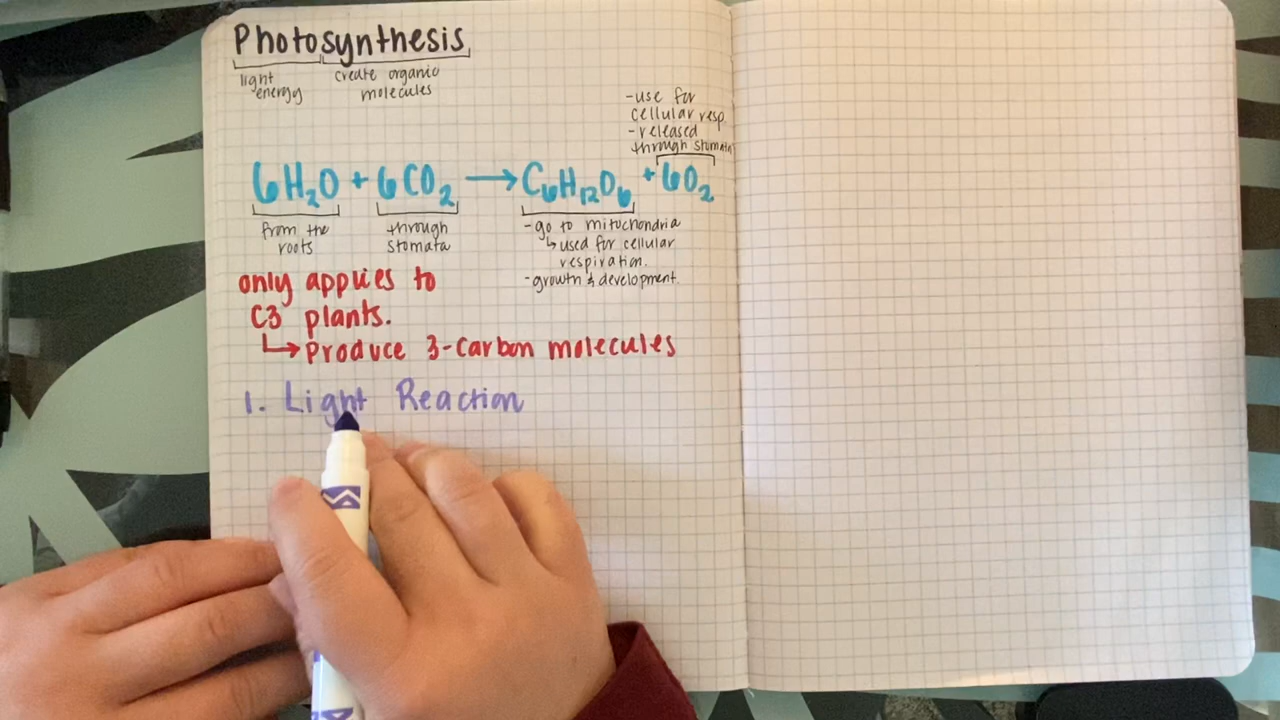 Photosynthesis
light
energy
create organic
molecules
-use for
cellular resp.
-released
through stomata
6H₂O + 6CO₂ → C₆H₁₂O₆ + 6O₂
from the
roots
through
stomata
-go to mitochondria
↳ used for cellular
respiration.
-growth & development.
only applies to
C3 plants.
↳ Produce 3-carbon molecules
1. Light Reaction